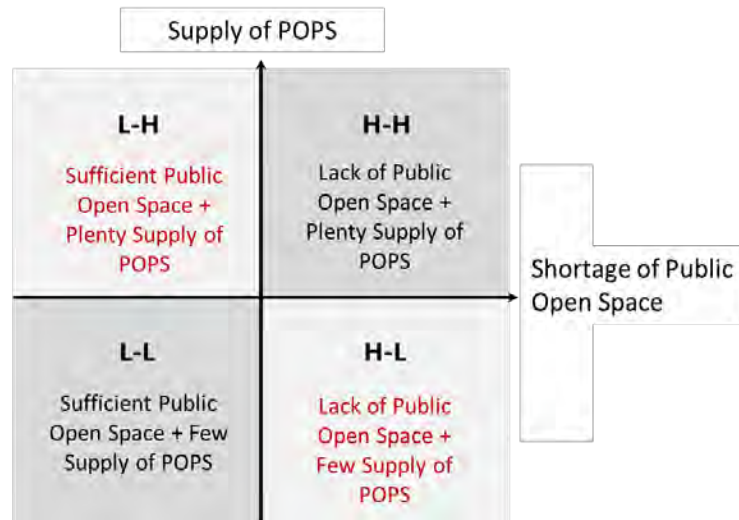 Supply of POPS
L-H
Sufficient Public
Open Space +
Plenty Supply of
POPS
H-H
Lack of Public
Open Space +
Plenty Supply of
POPS
Shortage of Public
Open Space
L-L
Sufficient Public
Open Space + Few
Supply of POPS
H-L
Lack of Public
Open Space +
Few Supply of
POPS